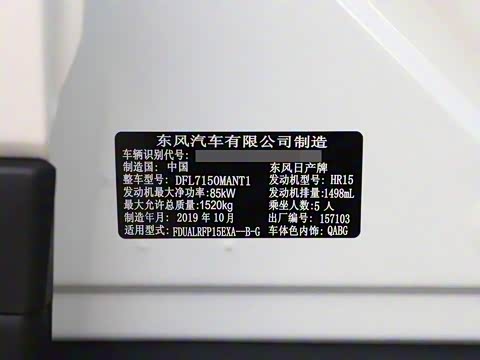 东风汽车有限公司制造
车辆识别代号:
制造国: 中国 东风日产牌
整车型号: DFL7150MANT1 发动机型号: HR15
发动机最大净功率:85kW 发动机排量:1498mL
最大允许总质量:1520kg 乘坐人数:5 人
制造年月: 2019 年 10 月 出厂编号: 157103
适用型式: FDUALRFP15EXA--B-G 车体色内饰: QABG